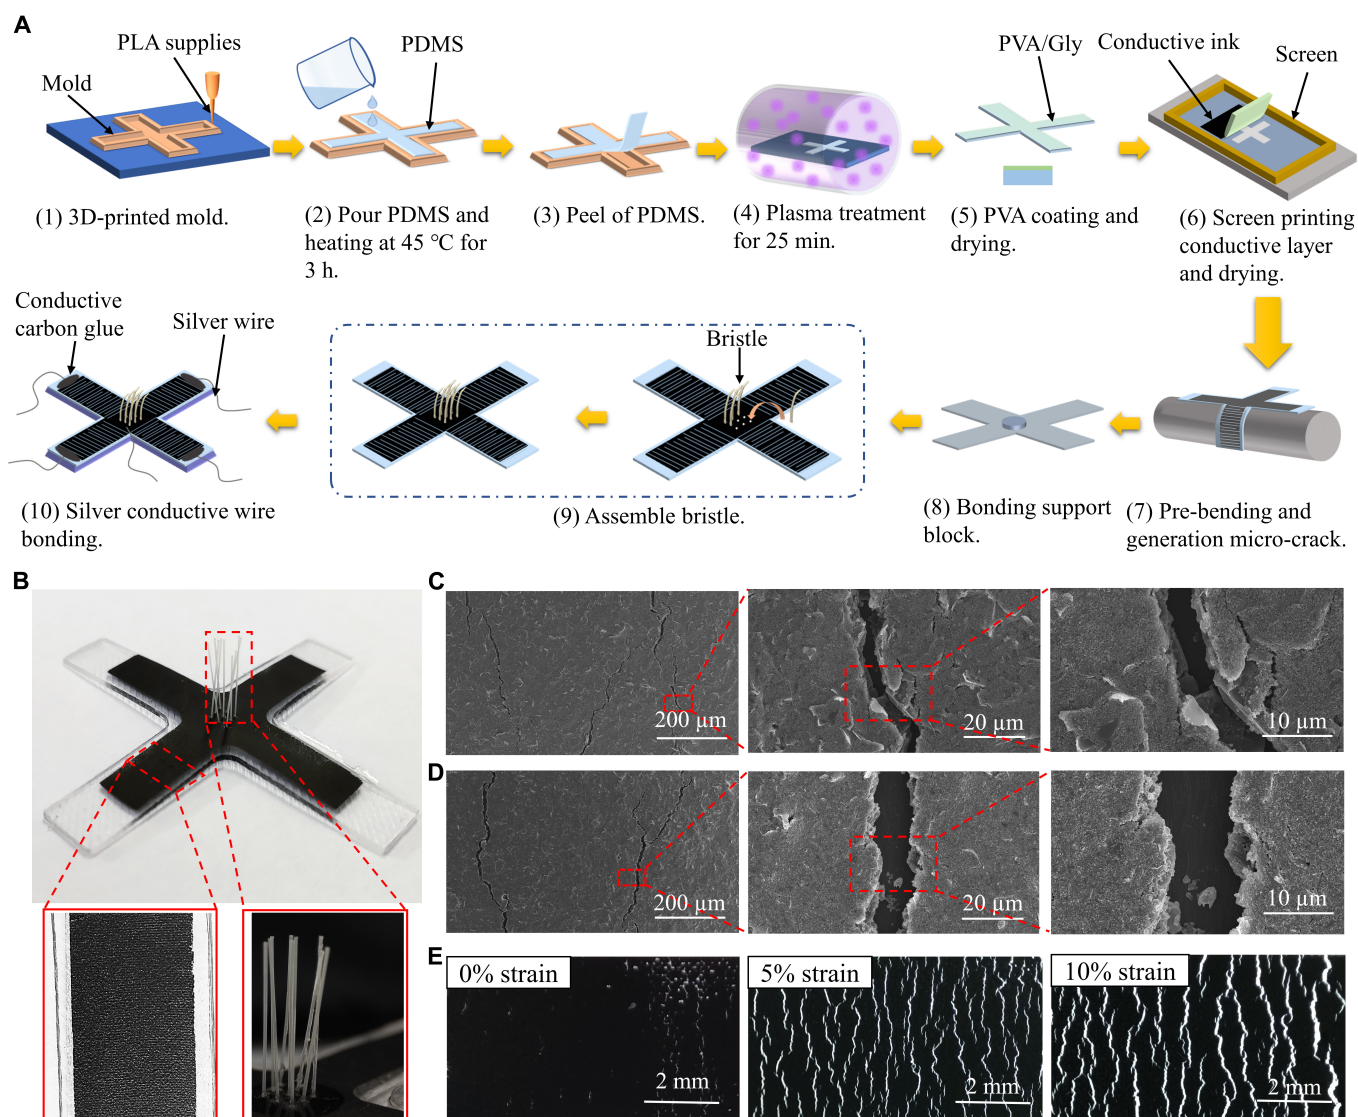 A
PLA supplies
Mold
PDMS
PVA/Gly
Conductive ink
Screen
(1) 3D-printed mold.
(2) Pour PDMS and
heating at 45 ℃ for
3 h.
(3) Peel of PDMS.
(4) Plasma treatment
for 25 min.
(5) PVA coating and
drying.
(6) Screen printing
conductive layer
and drying.
Conductive
carbon glue
Silver wire
Bristle
(10) Silver conductive wire
bonding.
(9) Assemble bristle.
(8) Bonding support
block.
(7) Pre-bending and
generation micro-crack.
B
C
200 µm
20 µm
10 µm
D
200 µm
20 µm
10 µm
E
0% strain
2 mm
5% strain
2 mm
10% strain
2 mm